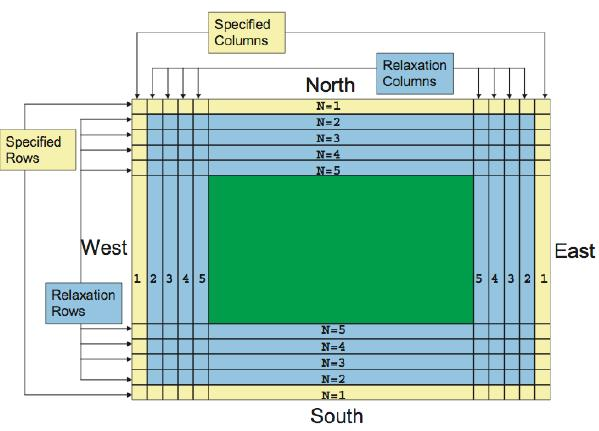 Specified
Columns
Relaxation
Columns
North
N=1
N=2
N=3
N=4
N=5
Specified
Rows
West
East
1 2 3 4 5
5 4 3 2 1
Relaxation
Rows
N=5
N=4
N=3
N=2
N=1
South